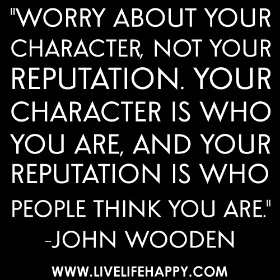 "WORRY ABOUT YOUR
CHARACTER, NOT YOUR
REPUTATION. YOUR
CHARACTER IS WHO
YOU ARE, AND YOUR
REPUTATION IS WHO
PEOPLE THINK YOU ARE."
-JOHN WOODEN
WWW.LIVELIFEHAPPY.COM